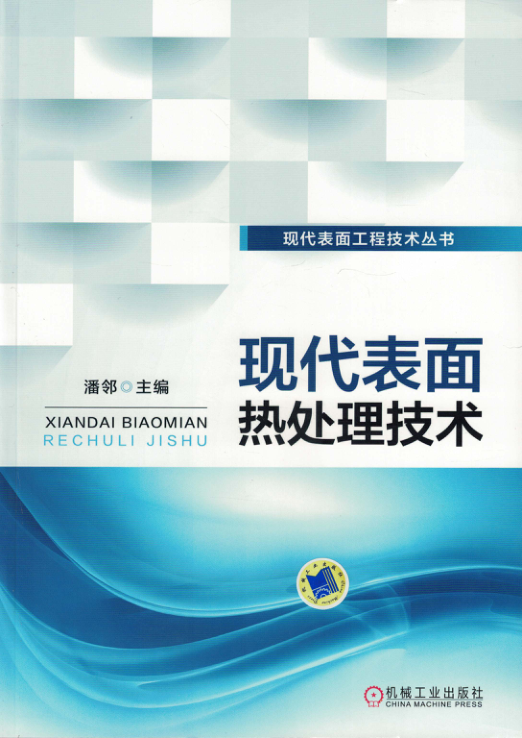 现代表面工程技术丛书
现代表面
热处理技术
潘邻◎主编
XIANDAI BIAOMIAN
RECHULI JISHU
机械工业出版社
CHINA MACHINE PRESS